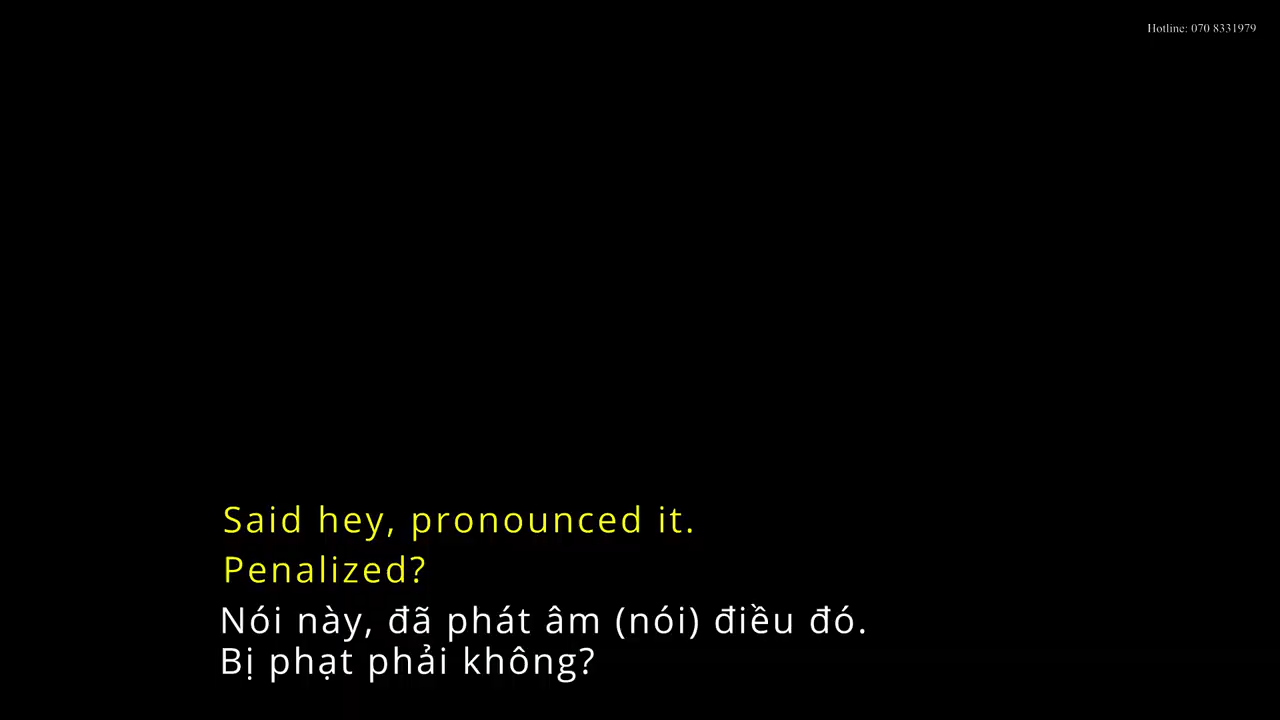 Hotline: 070 8331979
Said hey, pronounced it.
Penalized?
Nói này, đã phát âm (nói) điều đó.
Bị phạt phải không?